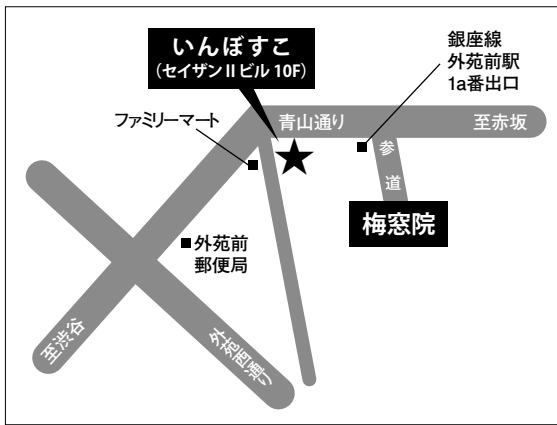 いんぼすこ
（セイザンⅡビル 10F）
銀座線
外苑前駅
1a番出口
ファミリーマート
青山通り
至赤坂
参道
梅窓院
外苑前
郵便局
至渋谷
外苑西通り